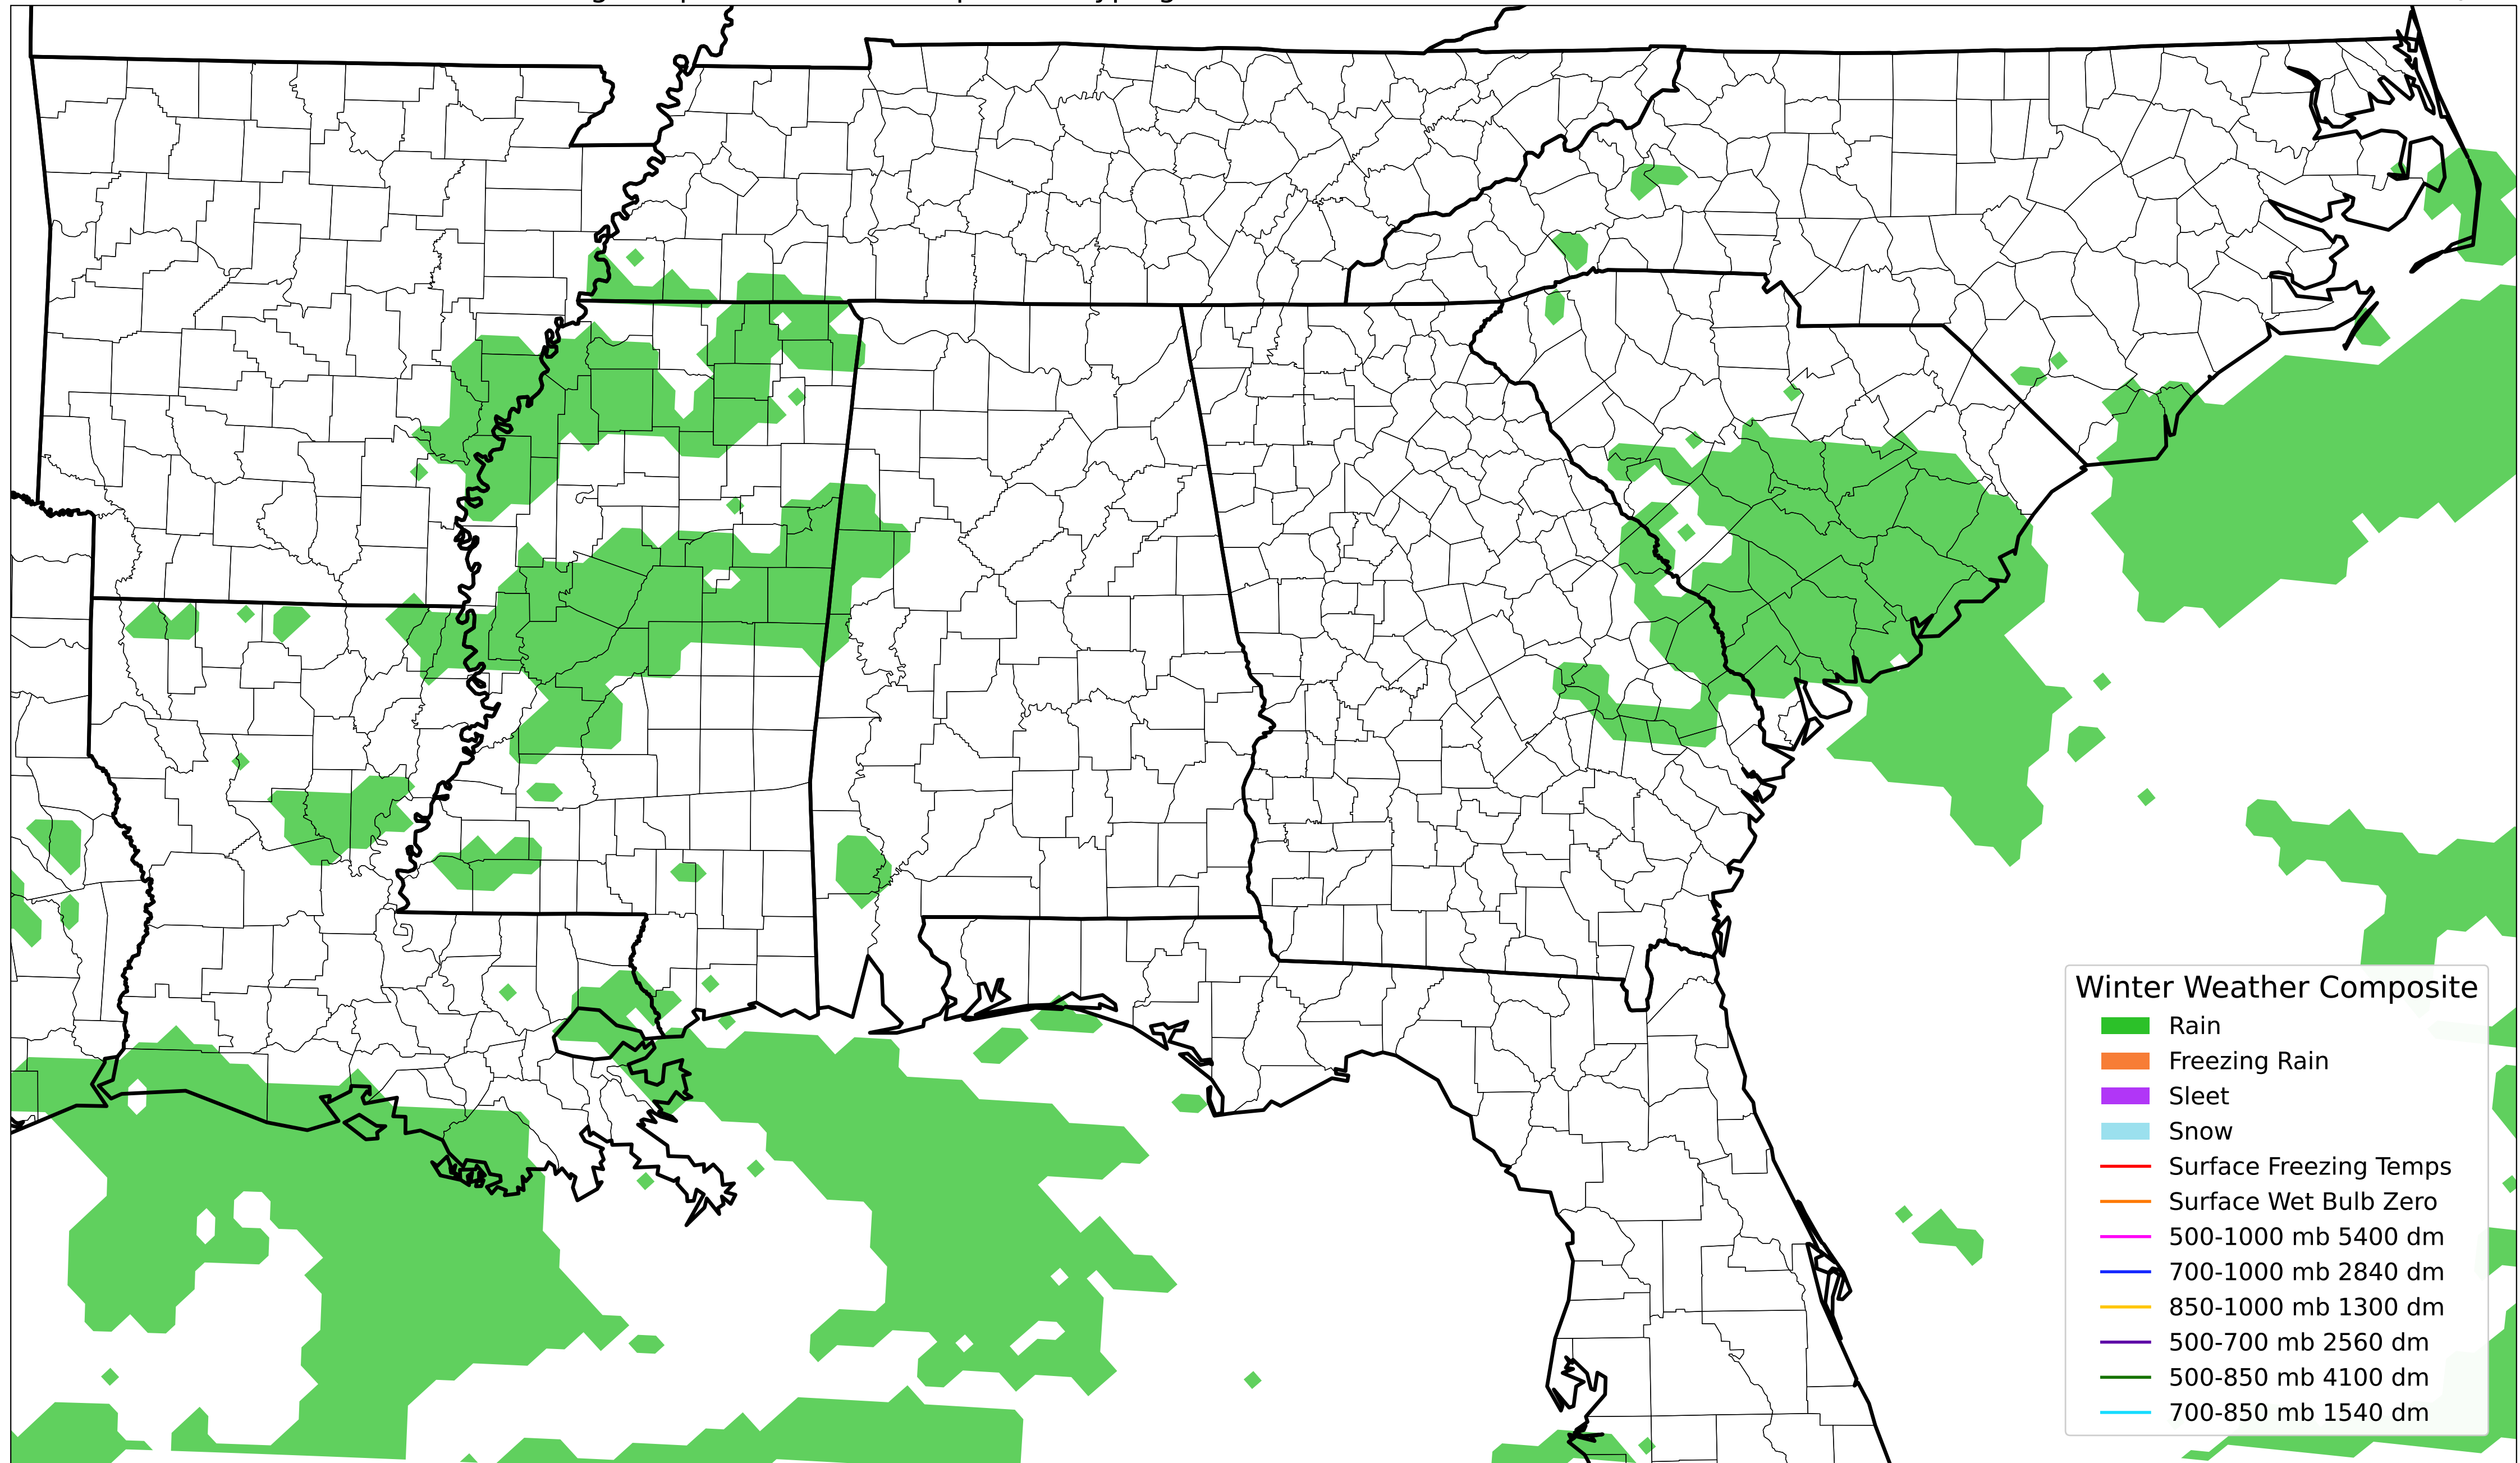 Winter Weather Composite
Rain
Freezing Rain
Sleet
Snow
Surface Freezing Temps
Surface Wet Bulb Zero
500-1000 mb 5400 dm
700-1000 mb 2840 dm
850-1000 mb 1300 dm
500-700 mb 2560 dm
500-850 mb 4100 dm
700-850 mb 1540 dm